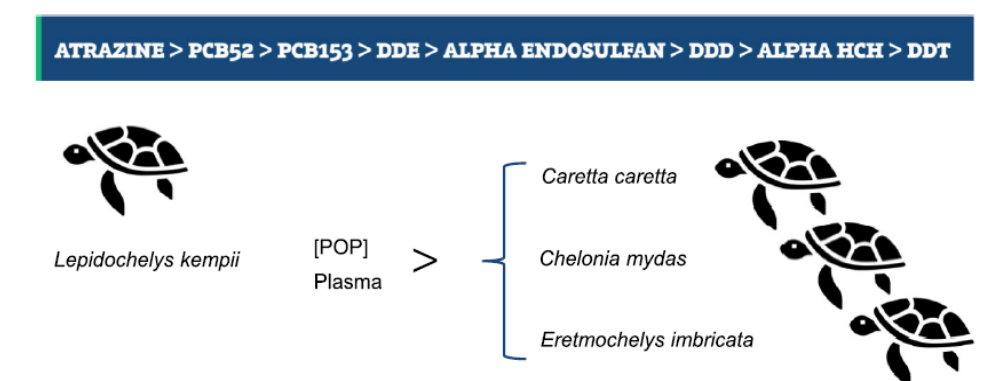 ATRAZINE > PCB52 > PCB153 > DDE > ALPHA ENDOSULFAN > DDD > ALPHA HCH > DDT
Caretta caretta
Lepidochelys kempii
[POP]
Plasma
>
Chelonia mydas
Eretmochelys imbricata